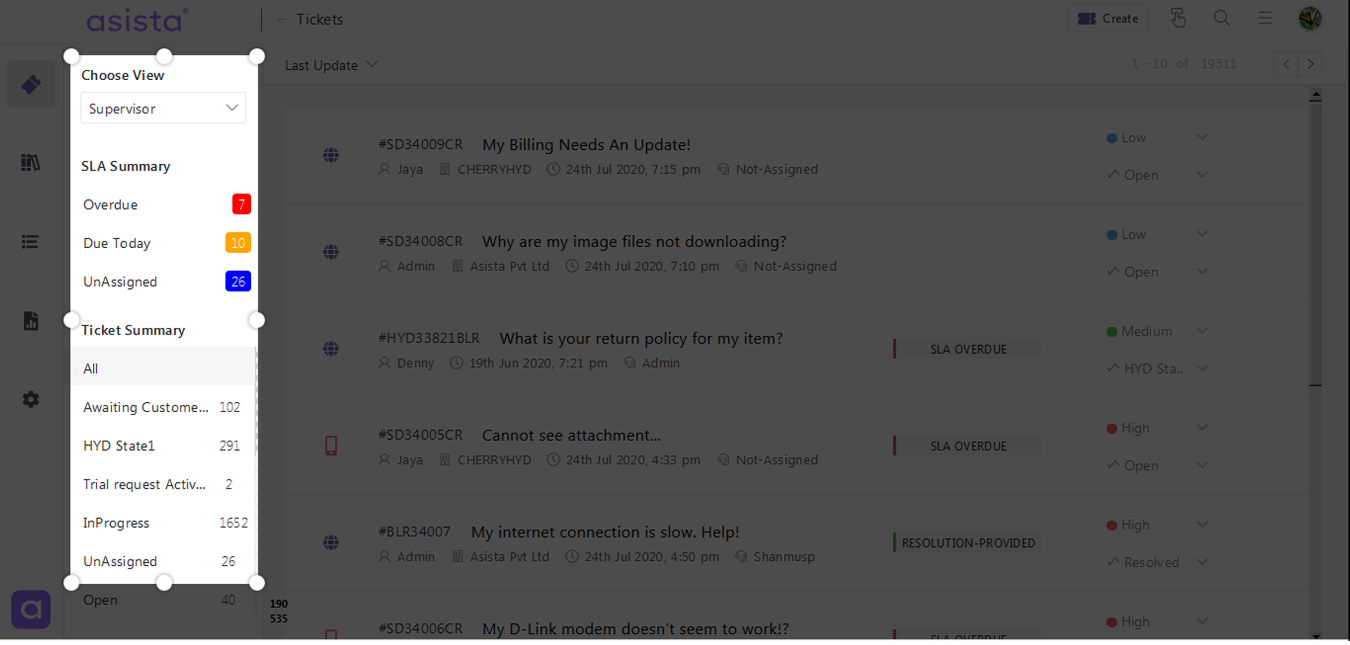 asista
Tickets
Create
Choose View
Supervisor
SLA Summary
Overdue 7
Due Today 10
UnAssigned 26
Ticket Summary
All
Awaiting Custome... 102
HYD State1 291
Trial request Activ... 2
InProgress 1652
UnAssigned 26
Open 40
190
535
Last Update
1 - 10 of 19511
#SD34009CR My Billing Needs An Update!
Jaya CHERRYHYD 24th Jul 2020, 7:15 pm Not-Assigned
Low
Open
#SD34008CR Why are my image files not downloading?
Admin Asista Pvt Ltd 24th Jul 2020, 7:10 pm Not-Assigned
Low
Open
#HYD33821BLR What is your return policy for my item?
Denny 19th Jun 2020, 7:21 pm Admin
SLA OVERDUE
Medium
HYD Sta..
#SD34005CR Cannot see attachment...
Jaya CHERRYHYD 24th Jul 2020, 4:33 pm Not-Assigned
SLA OVERDUE
High
Open
#BLR34007 My internet connection is slow. Help!
Admin Asista Pvt Ltd 24th Jul 2020, 4:50 pm Shanmusp
RESOLUTION-PROVIDED
High
Resolved
#SD34006CR My D-Link modem doesn't seem to work!?
SLA OVERDUE
High
a